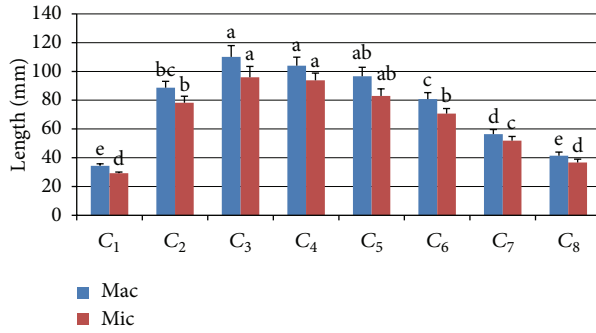 140
120
100
80
60
40
20
0
Length (mm)
e d
bc b
a a
a a
ab ab
c b
d c
e d
C₁ C₂ C₃ C₄ C₅ C₆ C₇ C₈
Mac
Mic